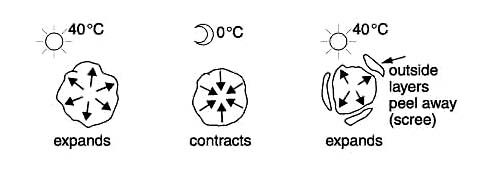 40°C
0°C
40°C
outside
layers
peel away
(scree)
expands
contracts
expands